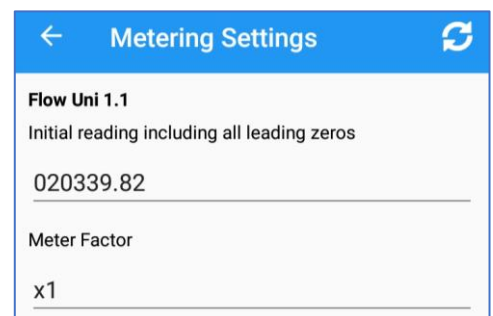 Metering Settings
Flow Uni 1.1
Initial reading including all leading zeros
020339.82
Meter Factor
x1